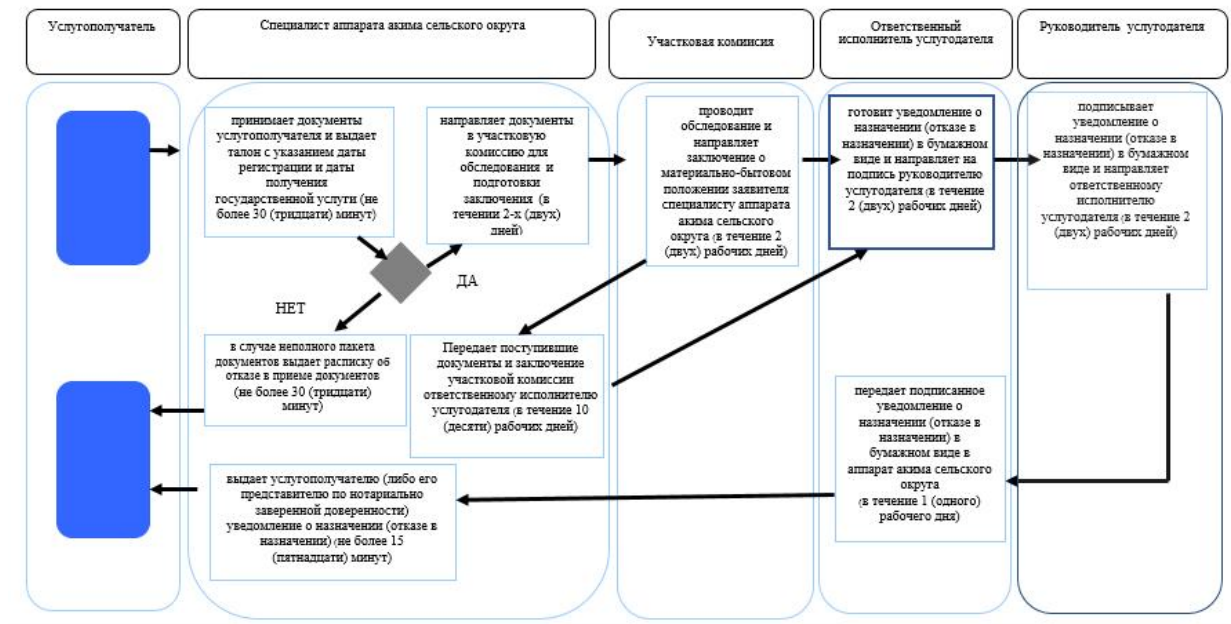 Услугополучатель
Специалист аппарата акима сельского округа
Участковая комиисия
Ответственный
исполнитель услугодателя
Руководитель услугодателя
принимает документы
услугополучателя и выдает
талон с указанием даты
регистрации и даты
получения
государственной услуги (не
более 30 (тридцати) минут)
направляет документы
в участковую
комиссию для
обследования и
подготовки
заключения (в
течении 2-х (двух)
дней)
проводит
обследование и
направляет
заключение о
материально-бытовом
положении заявителя
специалисту аппарата
акима сельского
округа (в течение 2
(двух) рабочих дней)
готовит уведомление о
назначении (отказе в
назначении) в бумажном
виде и направляет на
подпись руководителю
услугодателя (в течение
2 (двух) рабочих дней)
подписывает
уведомление о
назначении (отказе в
назначении) в бумажном
виде и направляет
ответственному
исполнителю
услугодателя (в течение 2
(двух) рабочих дней)
ДА
НЕТ
в случае неполного пакета
документов выдает расписку об
отказе в приеме документов
(не более 30 (тридцати)
минут)
Передает поступившие
документы и заключение
участковой комиссии
ответственному исполнителю
услугодателя (в течение 10
(десяти) рабочих дней)
передает подписанное
уведомление о
назначении (отказе в
назначении) в
бумажном виде в
аппарат акима сельского
округа
(в течение 1 (одного)
рабочего дня)
выдает услугополучателю (либо его
представителю по нотариально
заверенной доверенности)
уведомление о назначении (отказе в
назначении) (не более 15
(пятнадцати) минут)